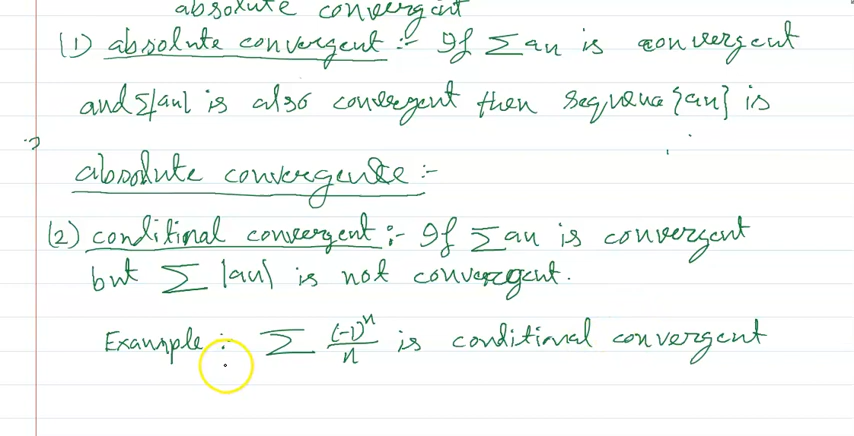 absolute convergent
(1) absolute convergent :- If Σan is convergent
and Σ|an| is also convergent then sequence {an} is
absolute convergence :-
(2) conditional convergent :- If Σan is convergent
but Σ |an| is not convergent.
Example :- Σ (-1)^n/n is conditional convergent